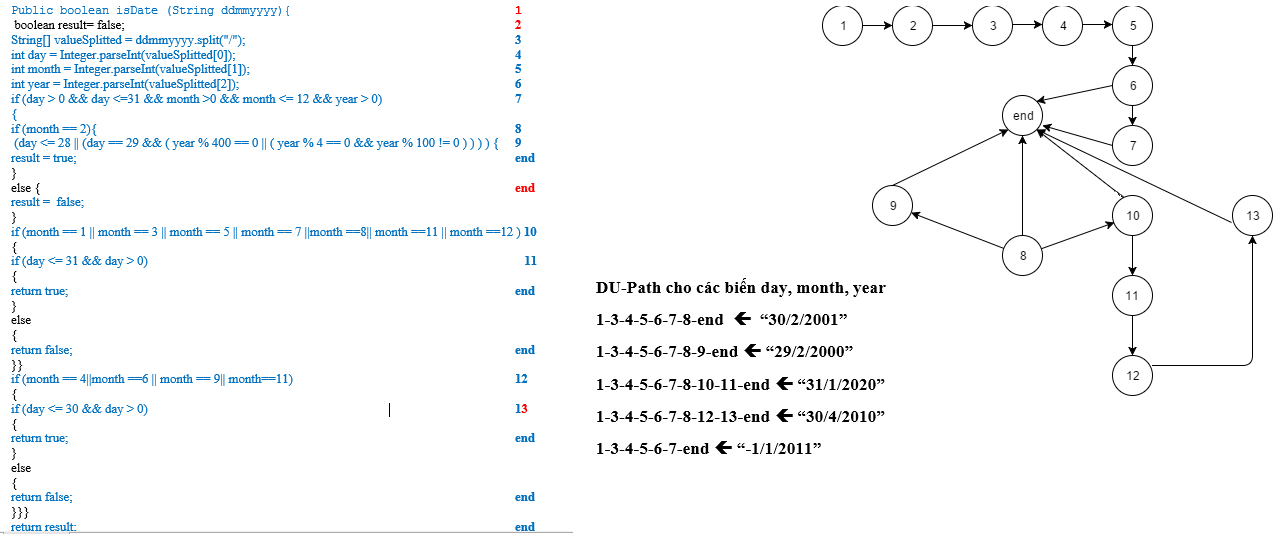 Public boolean isDate (String ddmmyyyy){ 1
boolean result= false; 2
String[] valueSplitted = ddmmyyyy.split("/"); 3
int day = Integer.parseInt(valueSplitted[0]); 4
int month = Integer.parseInt(valueSplitted[1]); 5
int year = Integer.parseInt(valueSplitted[2]); 6
if (day > 0 && day <=31 && month >0 && month <= 12 && year > 0) 7
{
if (month == 2){ 8
(day <= 28 || (day == 29 && ( year % 400 == 0 || ( year % 4 == 0 && year % 100 != 0 ) ) ) ) { 9
result = true; end
}
else { end
result = false;
}
if (month == 1 || month == 3 || month == 5 || month == 7 ||month ==8|| month ==11 || month ==12 ) 10
{
if (day <= 31 && day > 0) 11
{
return true; end
}
else
{
return false; end
}}
if (month == 4||month ==6 || month == 9|| month==11) 12
{
if (day <= 30 && day > 0) 13
{
return true; end
}
else
{
return false; end
}}}
return result; end
1 2 3 4 5
6
end
7
9
10
13
8
11
12
DU-Path cho các biến day, month, year
1-3-4-5-6-7-8-end 🡸 “30/2/2001”
1-3-4-5-6-7-8-9-end 🡸 “29/2/2000”
1-3-4-5-6-7-8-10-11-end 🡸 “31/1/2020”
1-3-4-5-6-7-8-12-13-end 🡸 “30/4/2010”
1-3-4-5-6-7-end 🡸 “-1/1/2011”